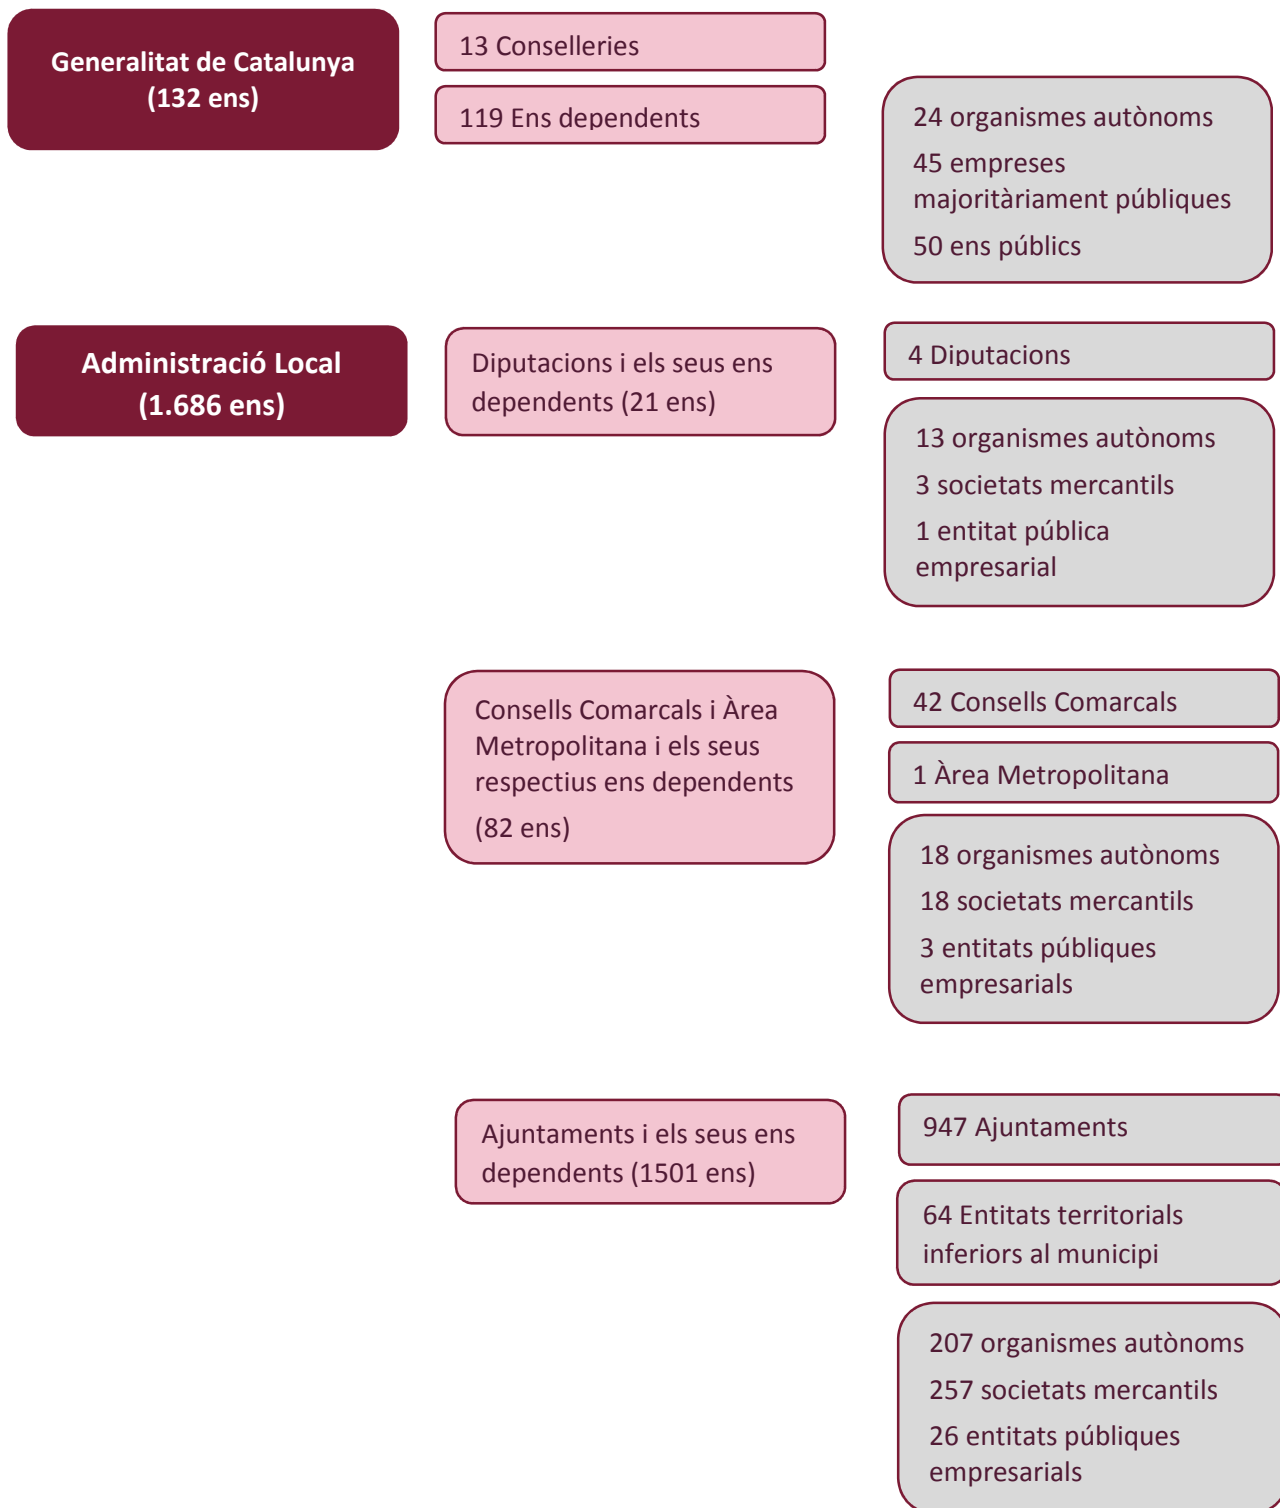 Generalitat de Catalunya
(132 ens)
13 Conselleries
119 Ens dependents
24 organismes autònoms
45 empreses
majoritàriament públiques
50 ens públics
Administració Local
(1.686 ens)
Diputacions i els seus ens
dependents (21 ens)
4 Diputacions
13 organismes autònoms
3 societats mercantils
1 entitat pública
empresarial
Consells Comarcals i Àrea
Metropolitana i els seus
respectius ens dependents
(82 ens)
42 Consells Comarcals
1 Àrea Metropolitana
18 organismes autònoms
18 societats mercantils
3 entitats públiques
empresarials
Ajuntaments i els seus ens
dependents (1501 ens)
947 Ajuntaments
64 Entitats territorials
inferiors al municipi
207 organismes autònoms
257 societats mercantils
26 entitats públiques
empresarials